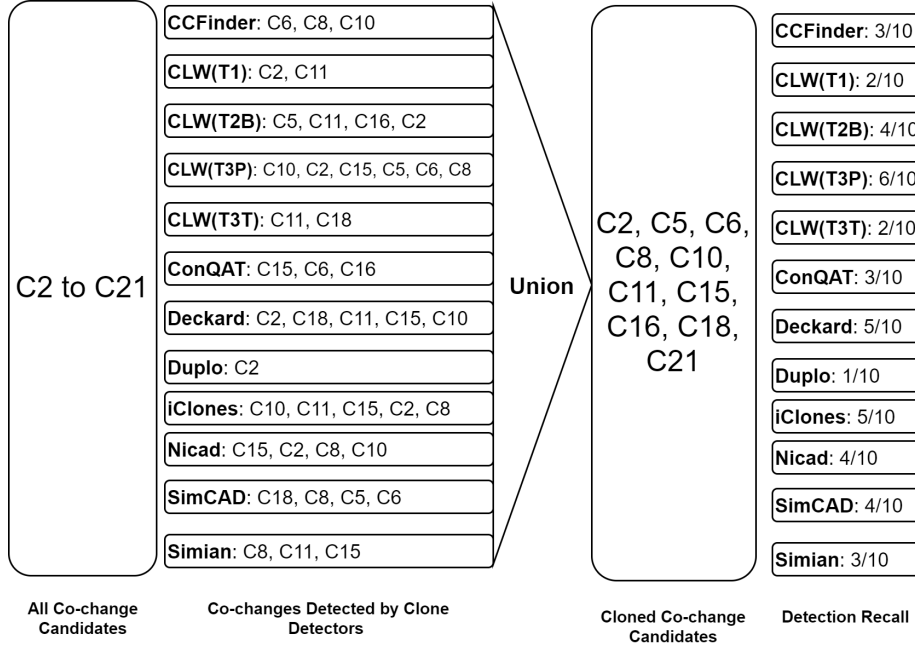 C2 to C21
All Co-change
Candidates
CCFinder: C6, C8, C10
CLW(T1): C2, C11
CLW(T2B): C5, C11, C16, C2
CLW(T3P): C10, C2, C15, C5, C6, C8
CLW(T3T): C11, C18
ConQAT: C15, C6, C16
Deckard: C2, C18, C11, C15, C10
Duplo: C2
iClones: C10, C11, C15, C2, C8
Nicad: C15, C2, C8, C10
SimCAD: C18, C8, C5, C6
Simian: C8, C11, C15
Co-changes Detected by Clone
Detectors
Union
C2, C5, C6,
C8, C10,
C11, C15,
C16, C18,
C21
Cloned Co-change
Candidates
CCFinder: 3/10
CLW(T1): 2/10
CLW(T2B): 4/10
CLW(T3P): 6/10
CLW(T3T): 2/10
ConQAT: 3/10
Deckard: 5/10
Duplo: 1/10
iClones: 5/10
Nicad: 4/10
SimCAD: 4/10
Simian: 3/10
Detection Recall